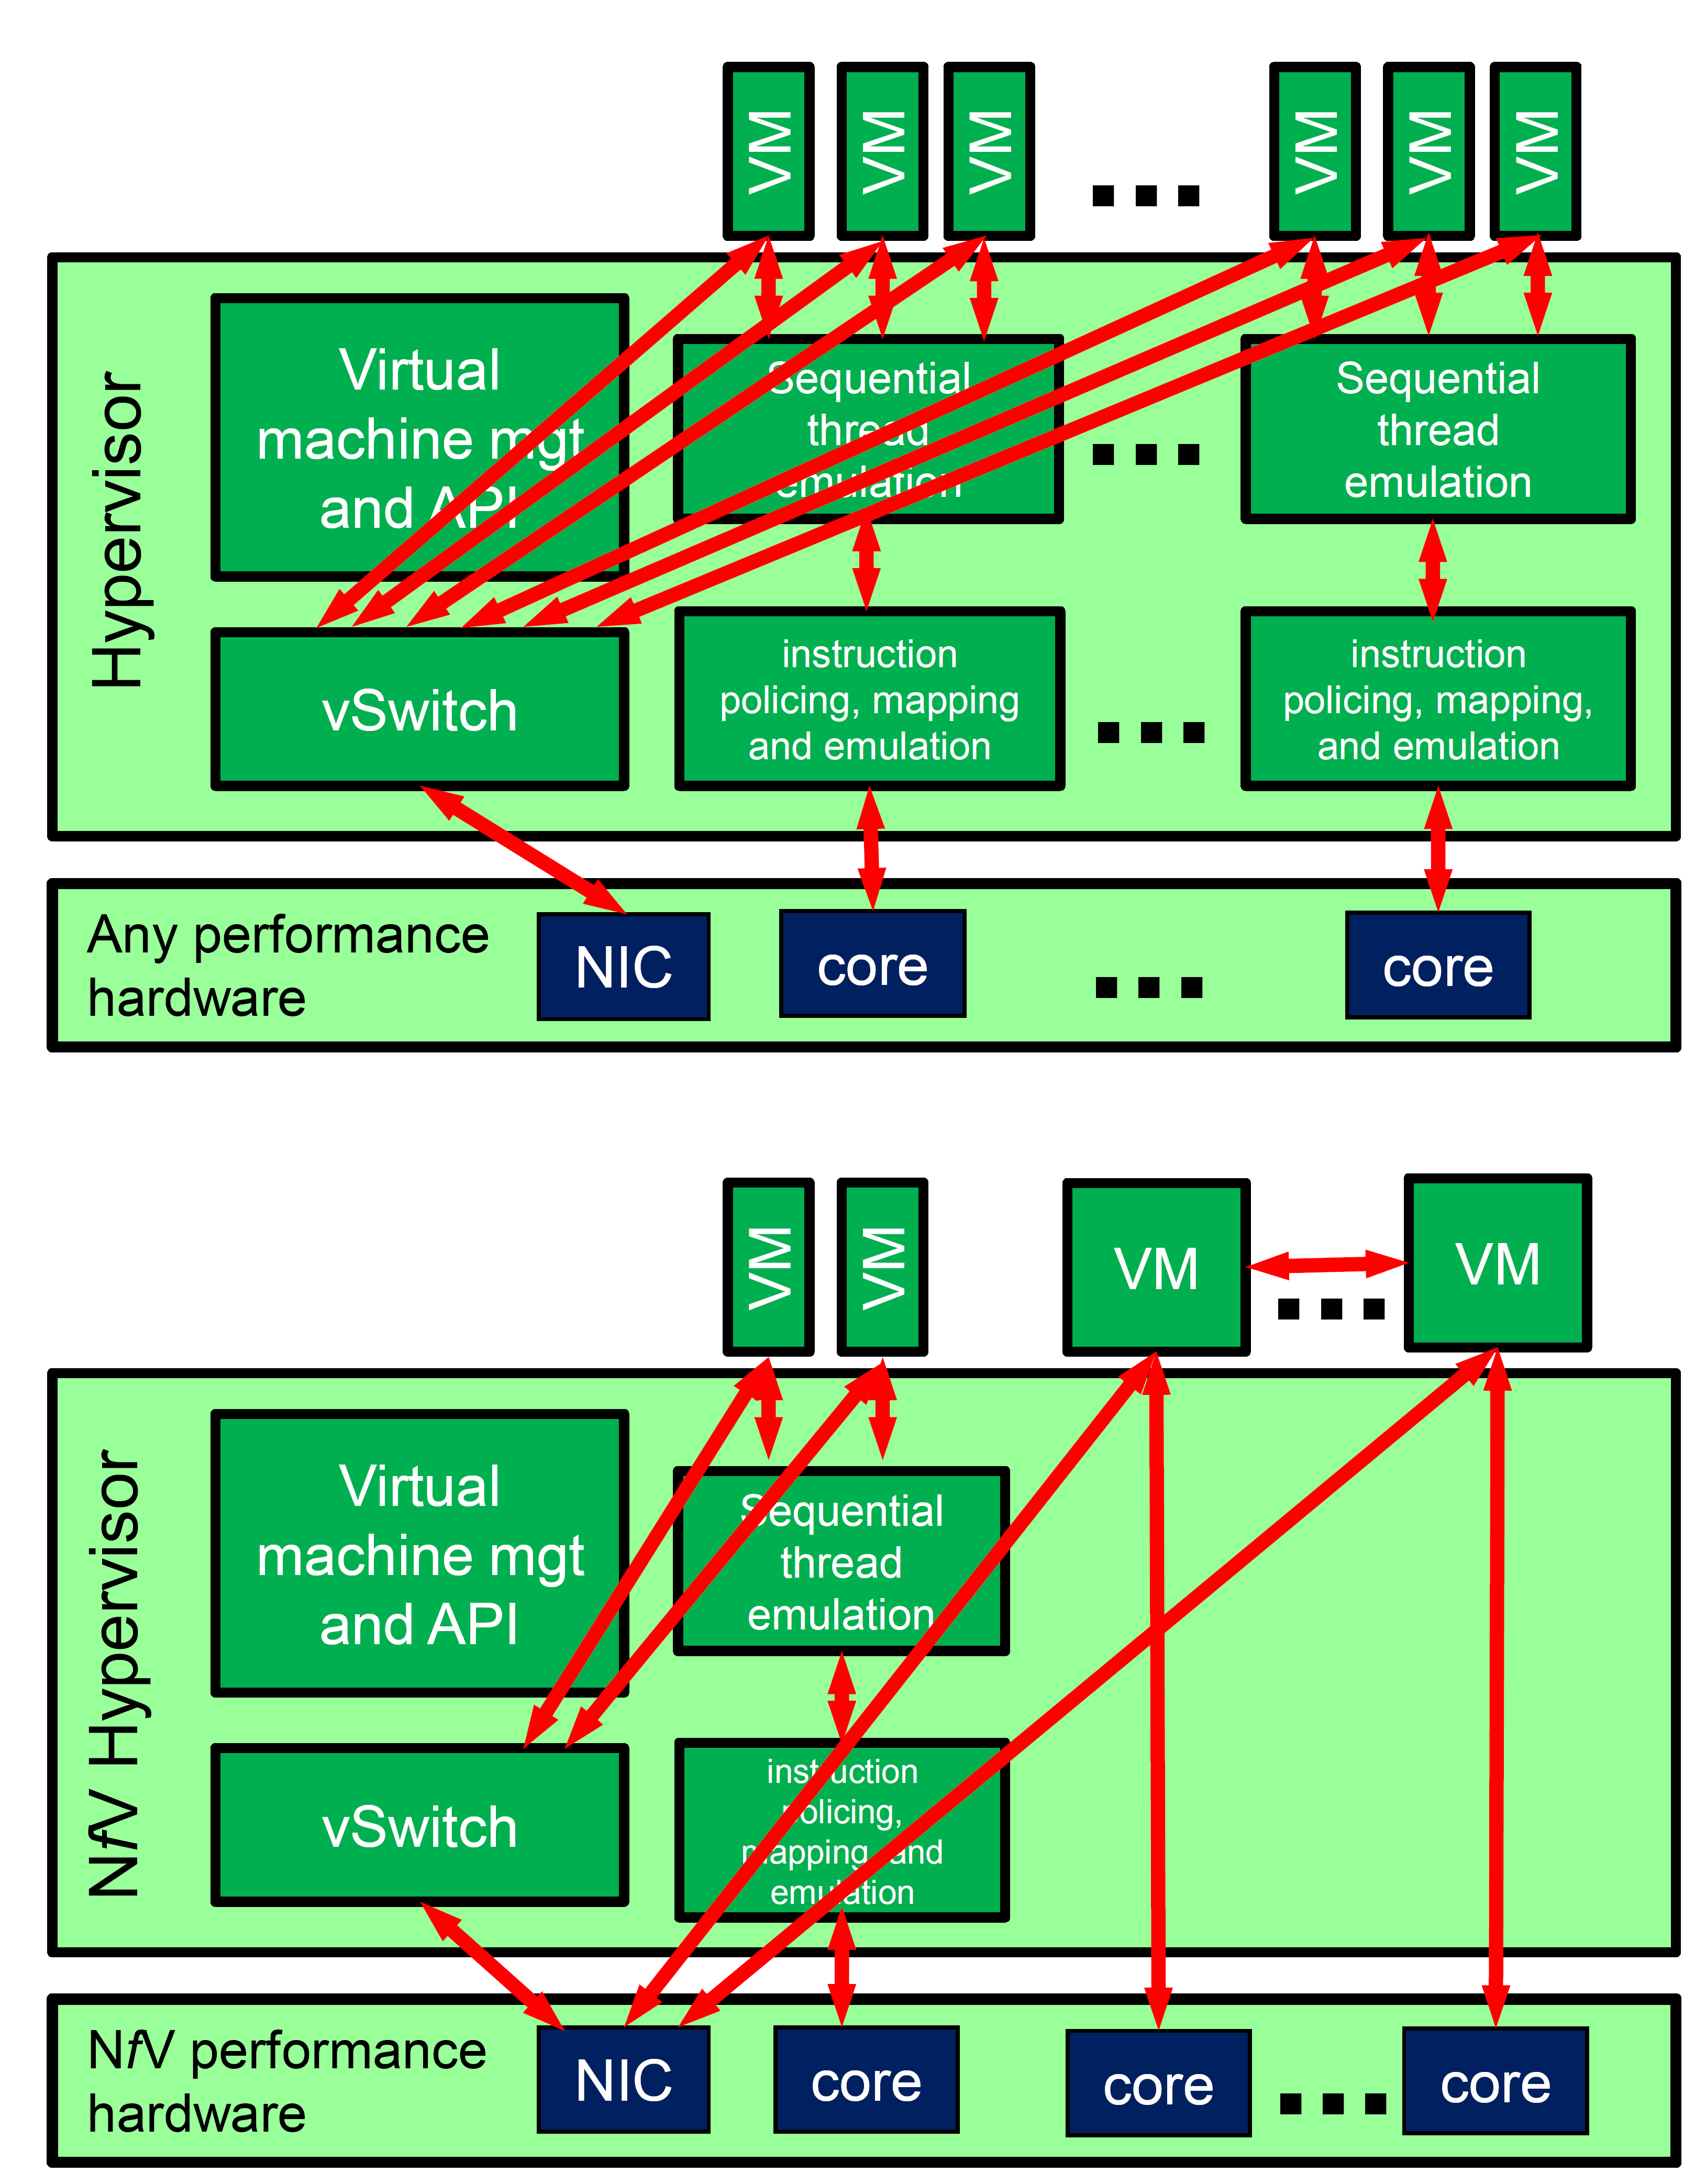 VM
VM
VM
VM
VM
VM
Hypervisor
Virtual
machine mgt
and API
Sequential
thread
emulation
Sequential
thread
emulation
vSwitch
instruction
policing, mapping
and emulation
instruction
policing, mapping,
and emulation
Any performance
hardware
NIC
core
core
VM
VM
VM
VM
NfV Hypervisor
Virtual
machine mgt
and API
Sequential
thread
emulation
vSwitch
instruction
policing,
mapping, and
emulation
NfV performance
hardware
NIC
core
core
core